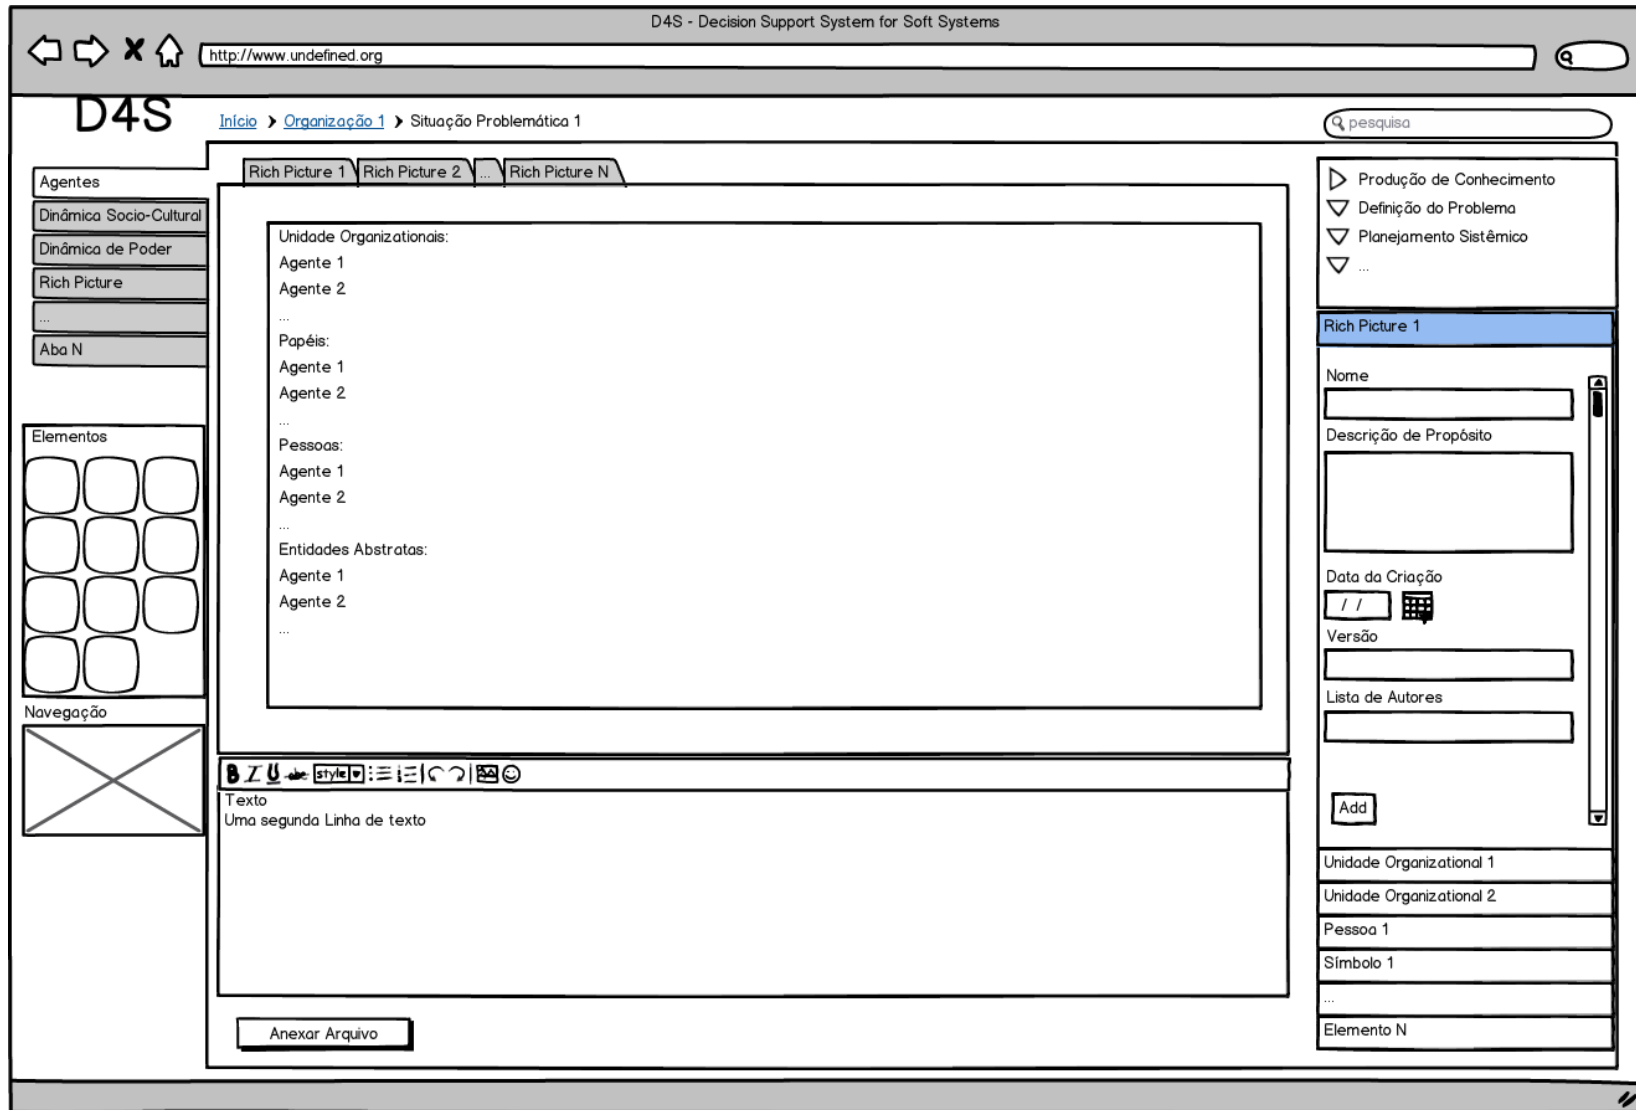 D4S - Decision Support System for Soft Systems
http://www.undefined.org
D4S
Início Organização 1 Situação Problemática 1
pesquisa
Agentes
Dinâmica Socio-Cultural
Dinâmica de Poder
Rich Picture
...
Aba N
Elementos
Navegação
Rich Picture 1 Rich Picture 2 ... Rich Picture N
Unidade Organizationais:
Agente 1
Agente 2
...
Papéis:
Agente 1
Agente 2
...
Pessoas:
Agente 1
Agente 2
...
Entidades Abstratas:
Agente 1
Agente 2
...
B I U abc style
Texto
Uma segunda Linha de texto
Anexar Arquivo
Produção de Conhecimento
Definição do Problema
Planejamento Sistêmico
...
Rich Picture 1
Nome
Descrição de Propósito
Data da Criação
/ /
Versão
Lista de Autores
Add
Unidade Organizational 1
Unidade Organizational 2
Pessoa 1
Símbolo 1
...
Elemento N